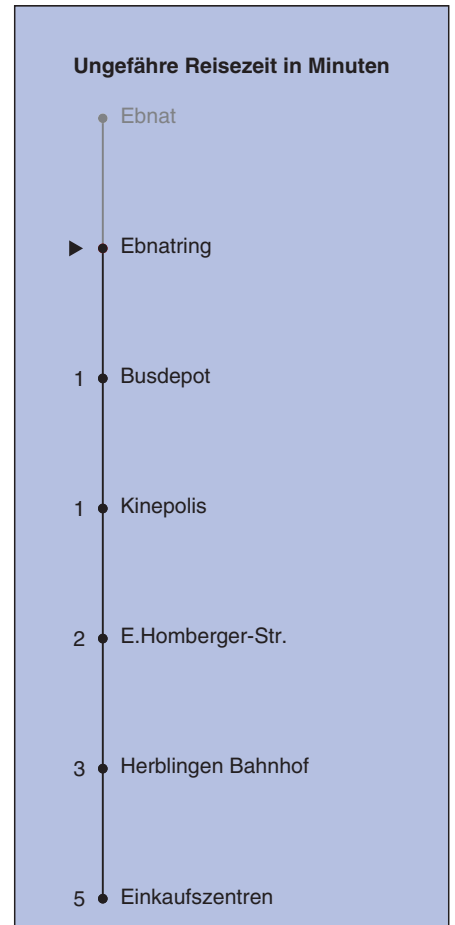 Ungefähre Reisezeit in Minuten
Ebnat
Ebnatring
1 Busdepot
1 Kinepolis
2 E.Homberger-Str.
3 Herblingen Bahnhof
5 Einkaufszentren